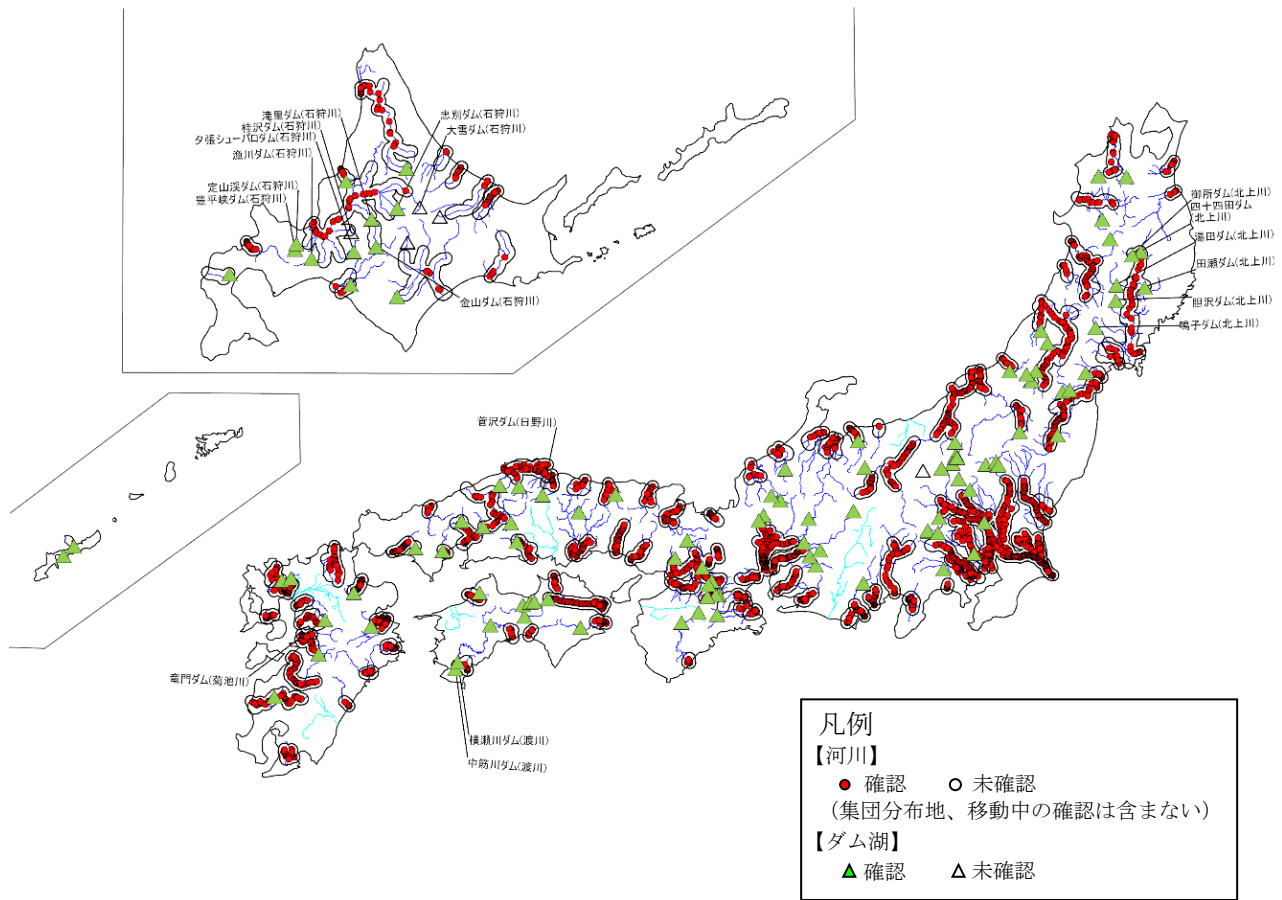 滝里ダム(石狩川)
桂沢ダム(石狩川)
夕張シューパロダム(石狩川)
漁川ダム(石狩川)
定山渓ダム(石狩川)
豊平峡ダム(石狩川)
忠別ダム(石狩川)
大雪ダム(石狩川)
金山ダム(石狩川)
御所ダム(北上川)
四十四田ダム
(北上川)
湯田ダム(北上川)
田瀬ダム(北上川)
胆沢ダム(北上川)
鳴子ダム(北上川)
菅沢ダム(日野川)
竜門ダム(菊池川)
横瀬川ダム(渡川)
中筋川ダム(渡川)
凡例
【河川】
確認 未確認
（集団分布地、移動中の確認は含まない）
【ダム湖】
確認 未確認